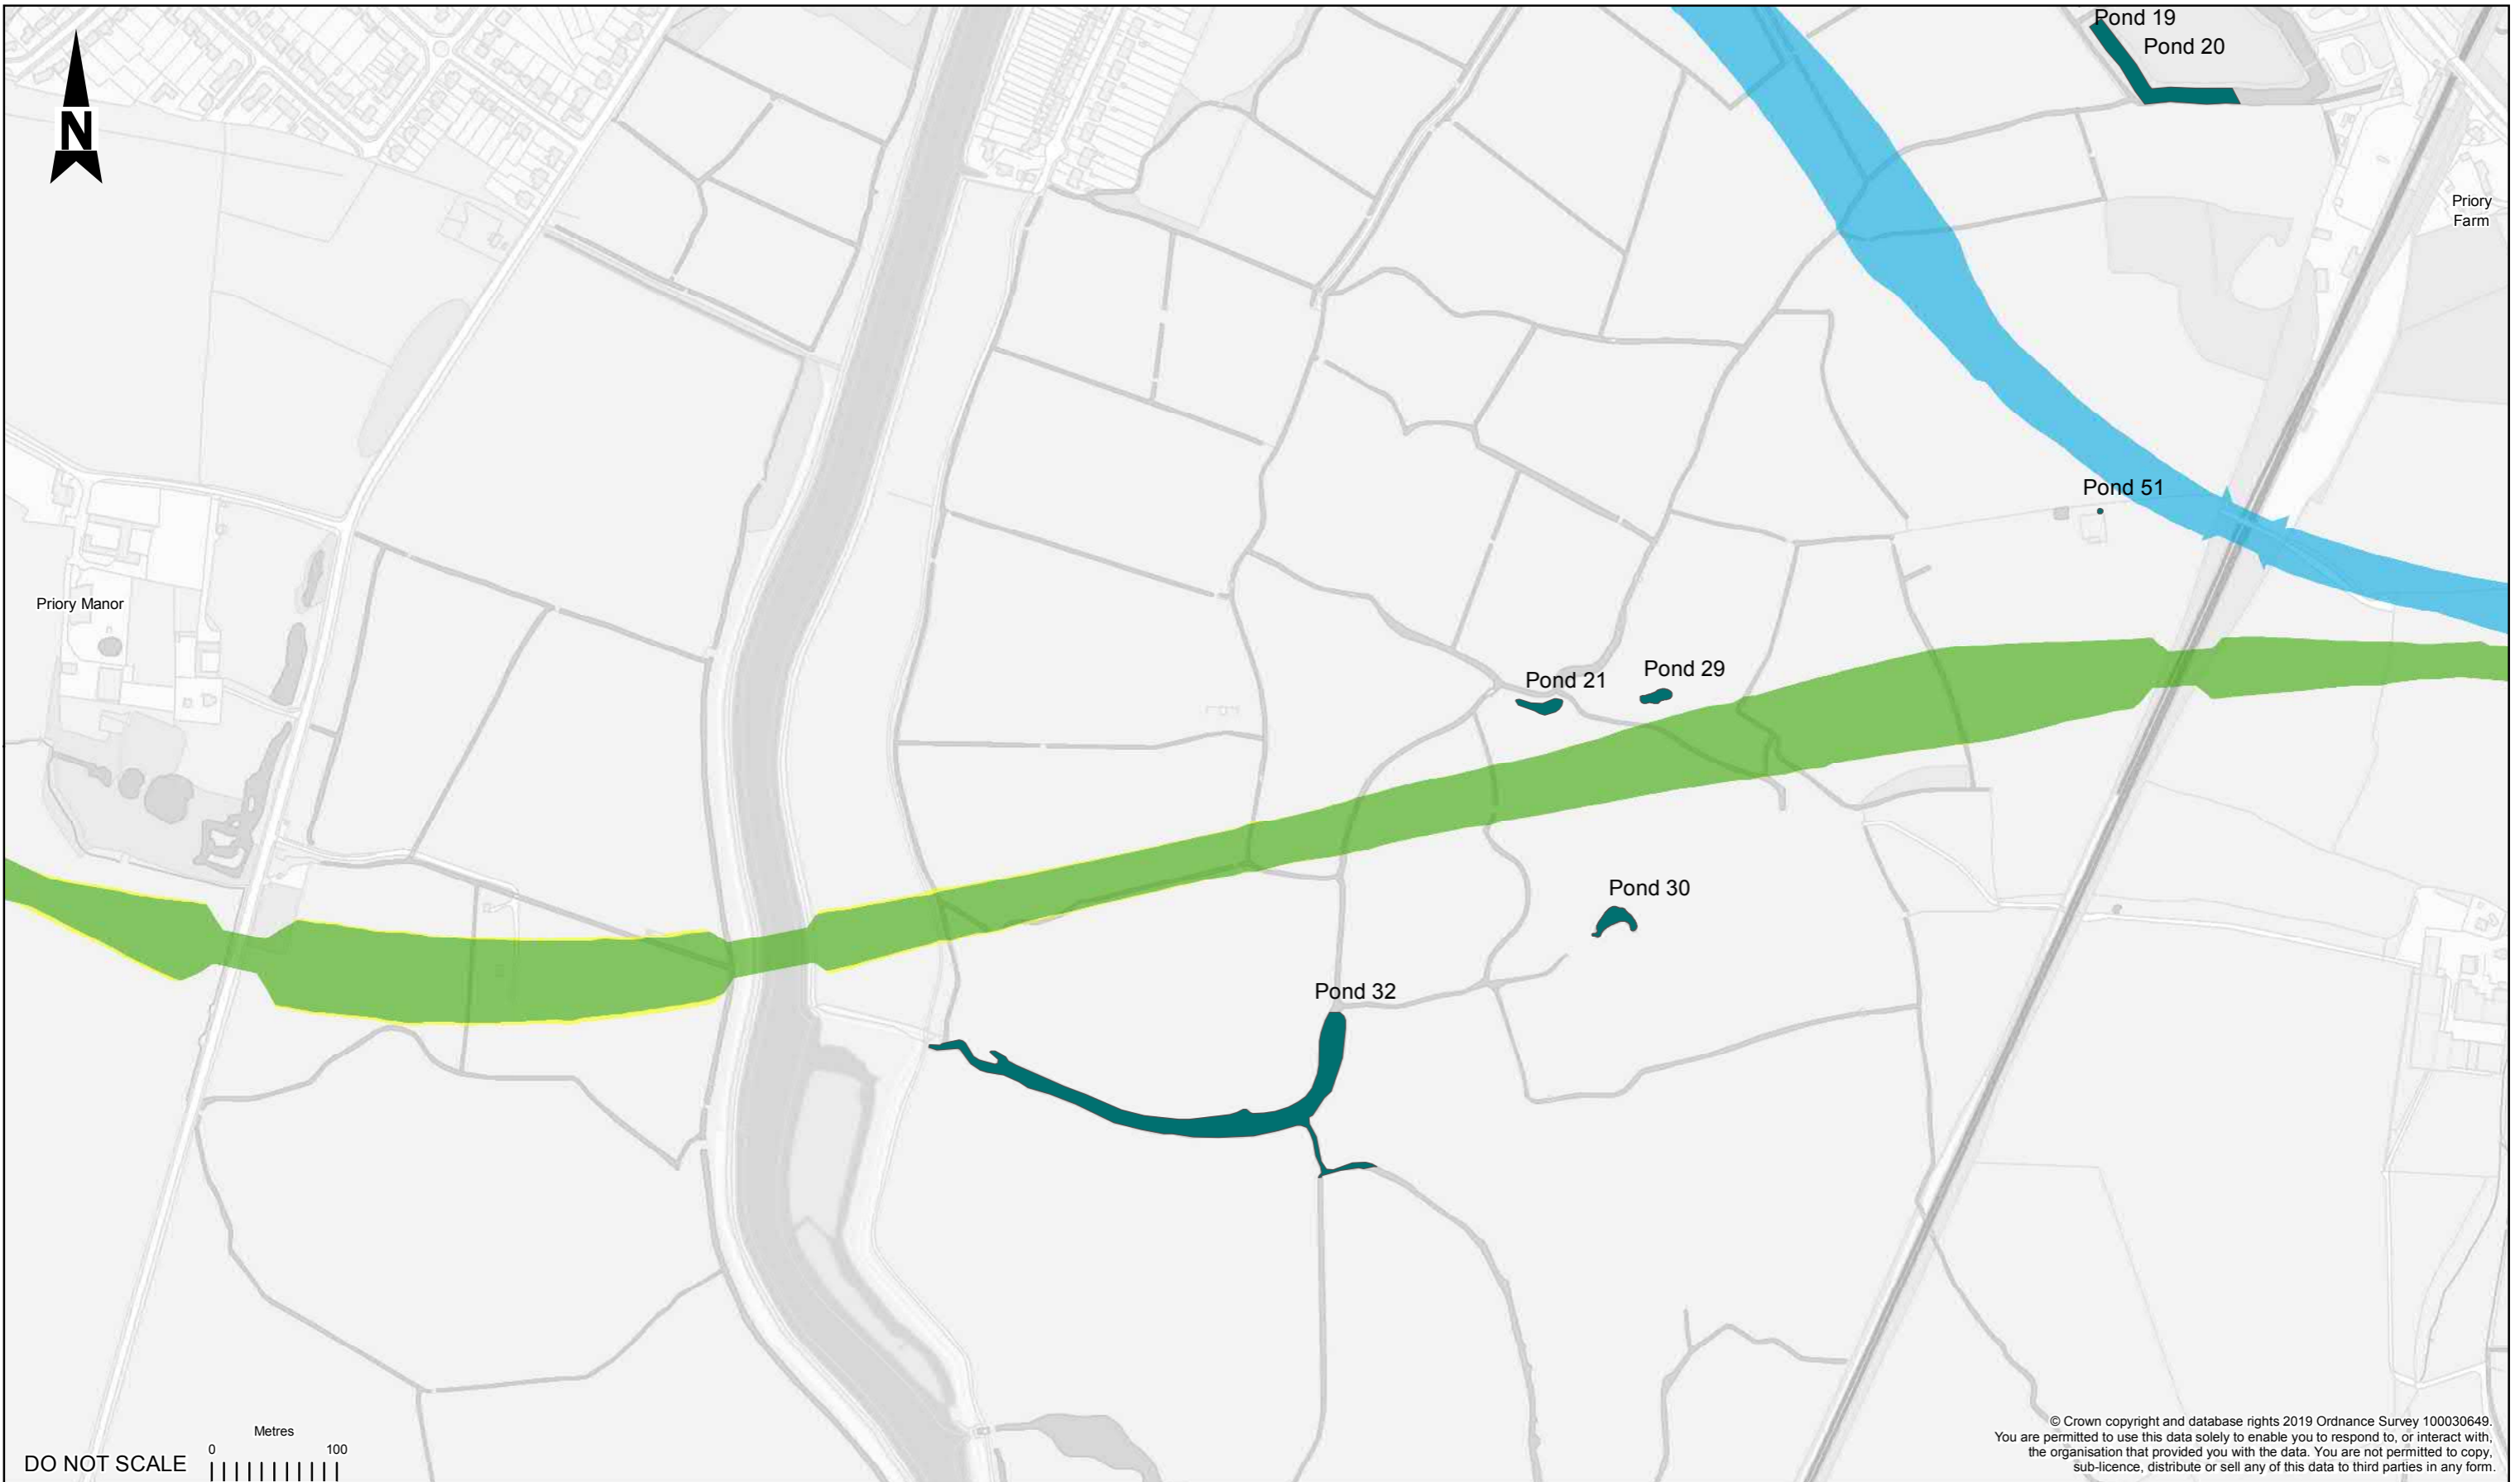 Pond 19
Pond 20
N
Priory
Farm
Pond 51
Priory Manor
Pond 29
Pond 21
Pond 30
Pond 32
Metres
0 100
DO NOT SCALE
© Crown copyright and database rights 2019 Ordnance Survey 100030649.
You are permitted to use this data solely to enable you to respond to, or interact with,
the organisation that provided you with the data. You are not permitted to copy,
sub-licence, distribute or sell any of this data to third parties in any form.